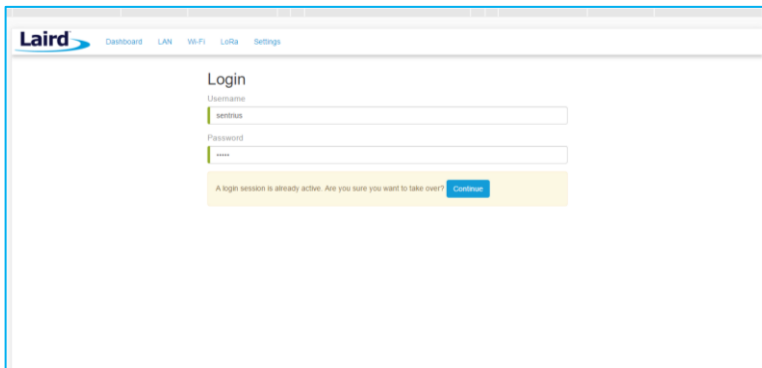 Laird
Dashboard LAN Wi-Fi LoRa Settings
Login
Username
sentrius
Password
•••••
A login session is already active. Are you sure you want to take over? Continue